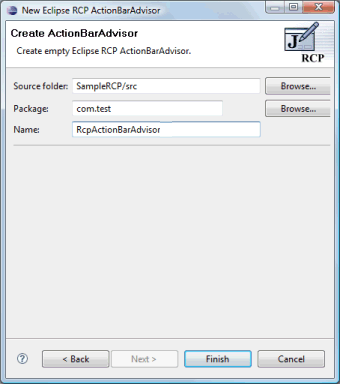 New Eclipse RCP ActionBarAdvisor
Create ActionBarAdvisor
Create empty Eclipse RCP ActionBarAdvisor.
J
RCP
Source folder: SampleRCP/src Browse...
Package: com.test Browse...
Name: RcpActionBarAdvisor
? < Back Next > Finish Cancel